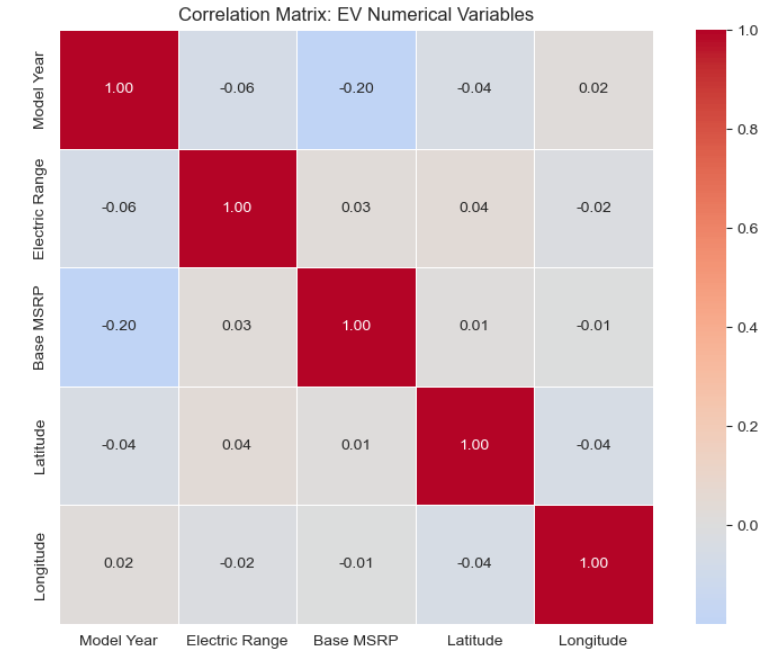 Correlation Matrix: EV Numerical Variables
Model Year 1.00 -0.06 -0.20 -0.04 0.02
Electric Range -0.06 1.00 0.03 0.04 -0.02
Base MSRP -0.20 0.03 1.00 0.01 -0.01
Latitude -0.04 0.04 0.01 1.00 -0.04
Longitude 0.02 -0.02 -0.01 -0.04 1.00
Model Year Electric Range Base MSRP Latitude Longitude
1.0
0.8
0.6
0.4
0.2
0.0